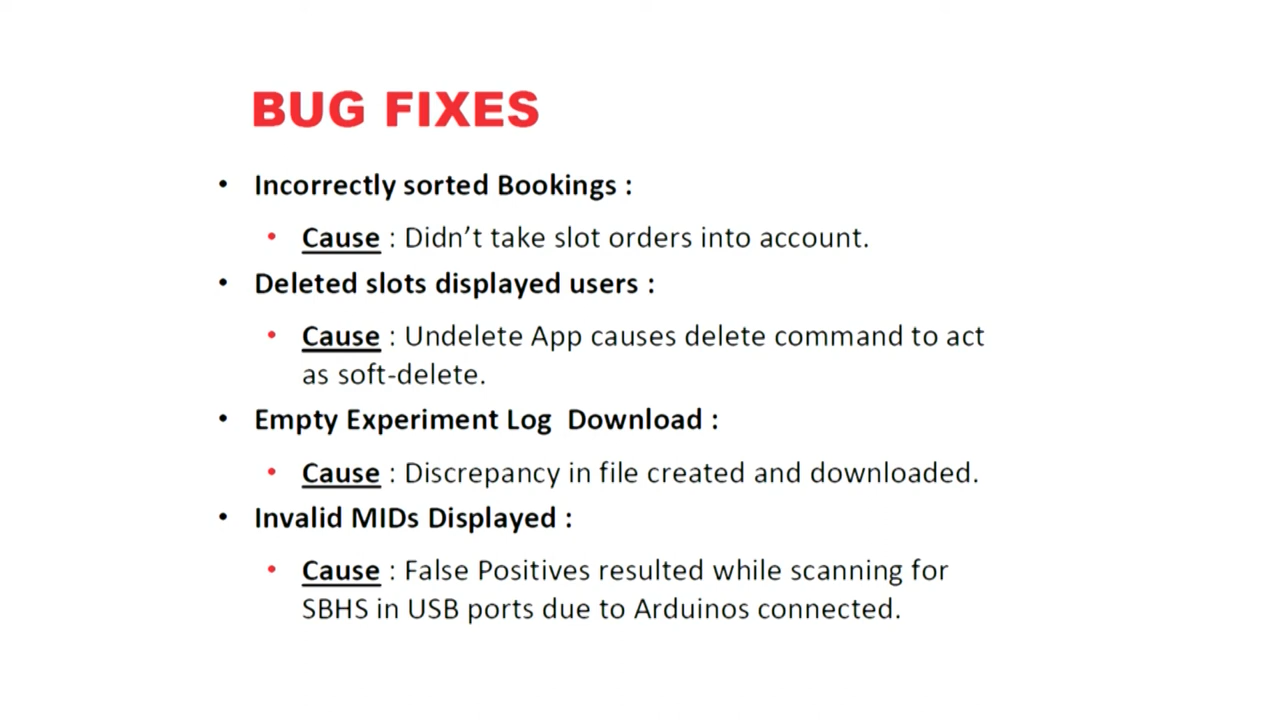 BUG FIXES
• Incorrectly sorted Bookings :
• Cause : Didn't take slot orders into account.
• Deleted slots displayed users :
• Cause : Undelete App causes delete command to act
as soft-delete.
• Empty Experiment Log  Download :
• Cause : Discrepancy in file created and downloaded.
• Invalid MIDs Displayed :
• Cause : False Positives resulted while scanning for
SBHS in USB ports due to Arduinos connected.